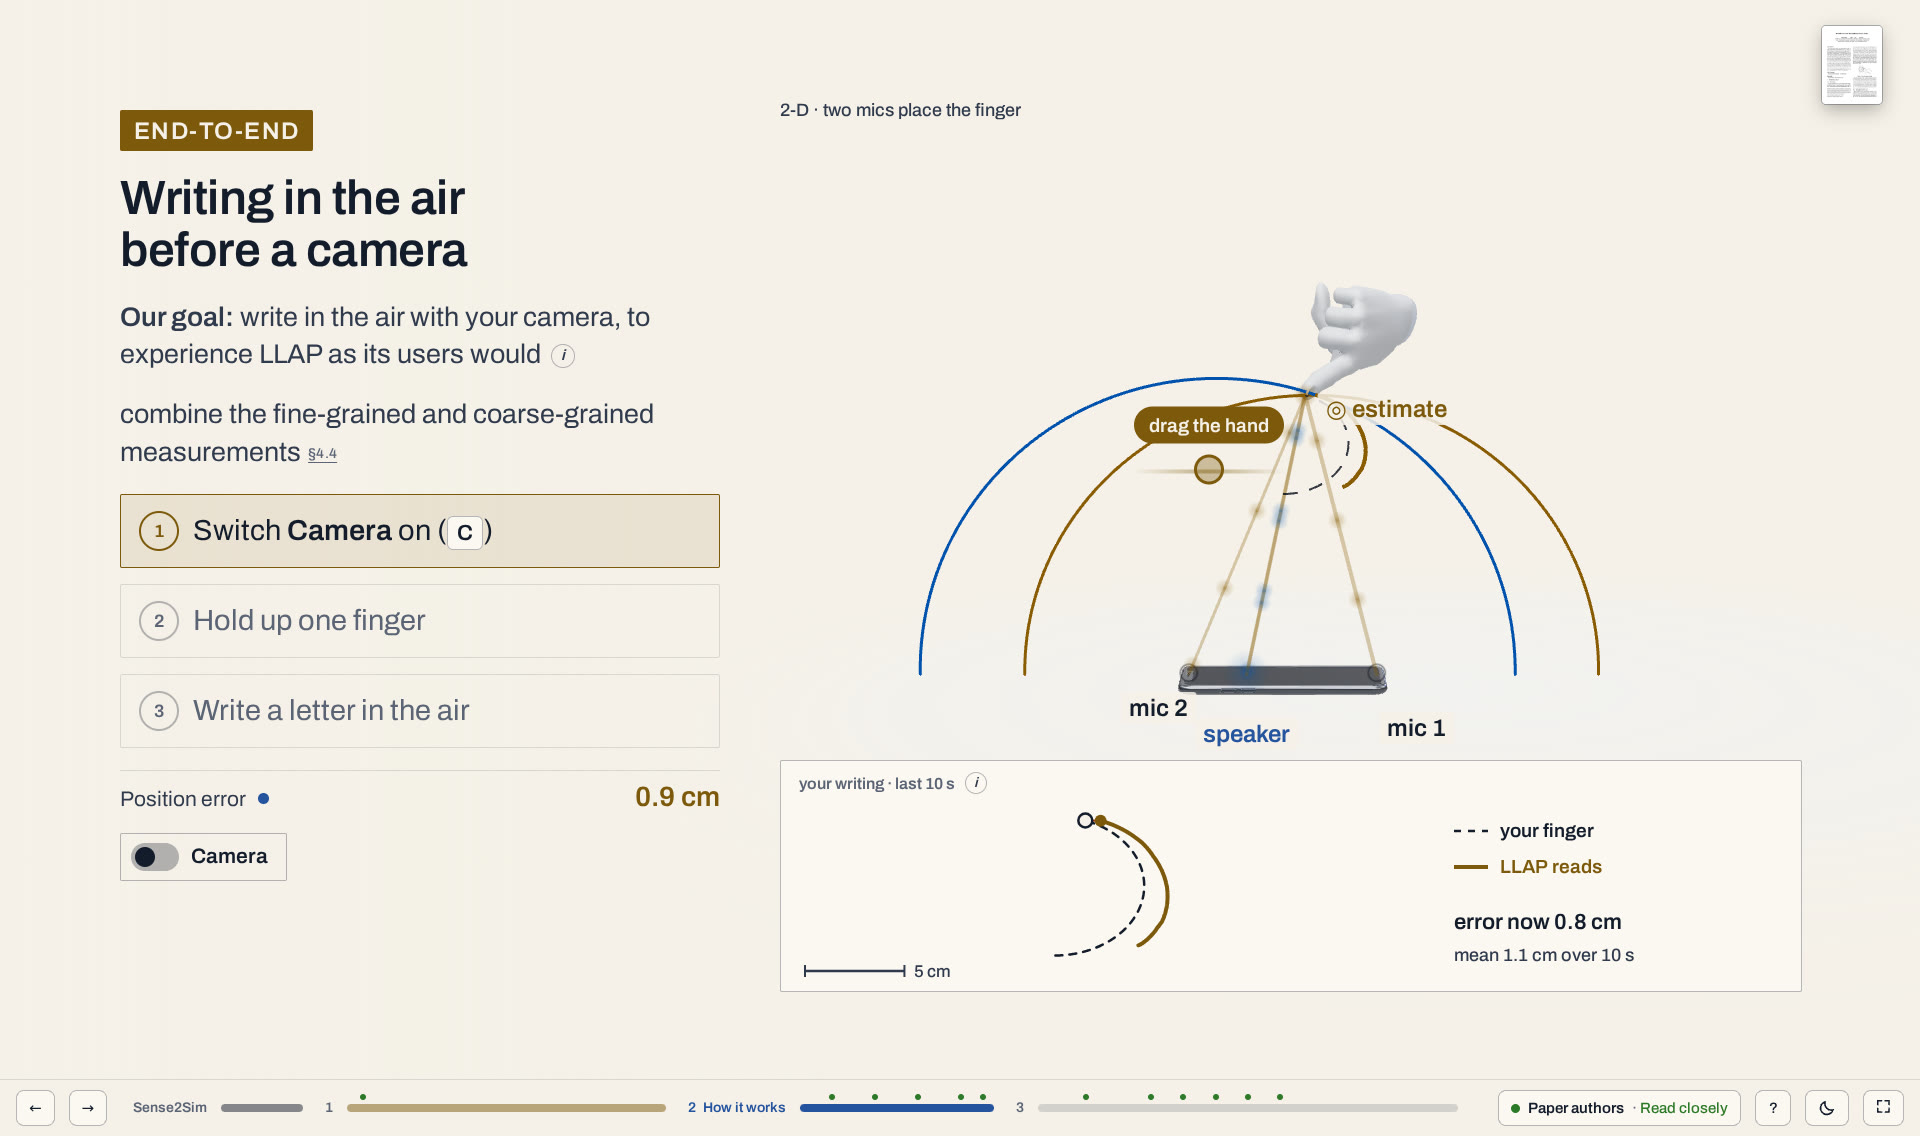 END-TO-END
Writing in the air
before a camera
Our goal: write in the air with your camera, to
experience LLAP as its users would i
combine the fine-grained and coarse-grained
measurements §4.4
1 Switch Camera on (C)
2 Hold up one finger
3 Write a letter in the air
Position error 0.9 cm
Camera
2-D · two mics place the finger
drag the hand
estimate
mic 2
speaker
mic 1
your writing · last 10 s i
your finger
LLAP reads
error now 0.8 cm
mean 1.1 cm over 10 s
5 cm
← → Sense2Sim 1 2 How it works 3 Paper authors · Read closely ?